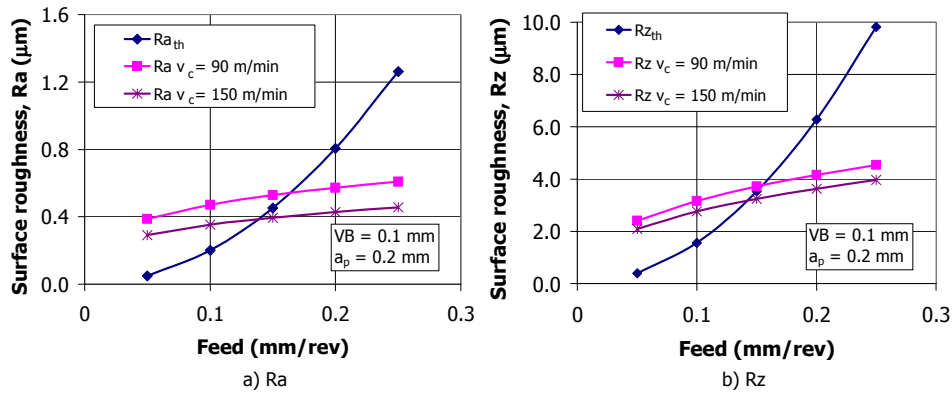 Surface roughness, Ra (μm)
1.6
1.2
0.8
0.4
0.0
Ra_th
Ra v_c = 90 m/min
Ra v_c = 150 m/min
VB = 0.1 mm
a_p = 0.2 mm
0 0.1 0.2 0.3
Feed (mm/rev)
a) Ra
Surface roughness, Rz (μm)
10.0
8.0
6.0
4.0
2.0
0.0
Rz_th
Rz v_c = 90 m/min
Rz v_c = 150 m/min
VB = 0.1 mm
a_p = 0.2 mm
0 0.1 0.2 0.3
Feed (mm/rev)
b) Rz